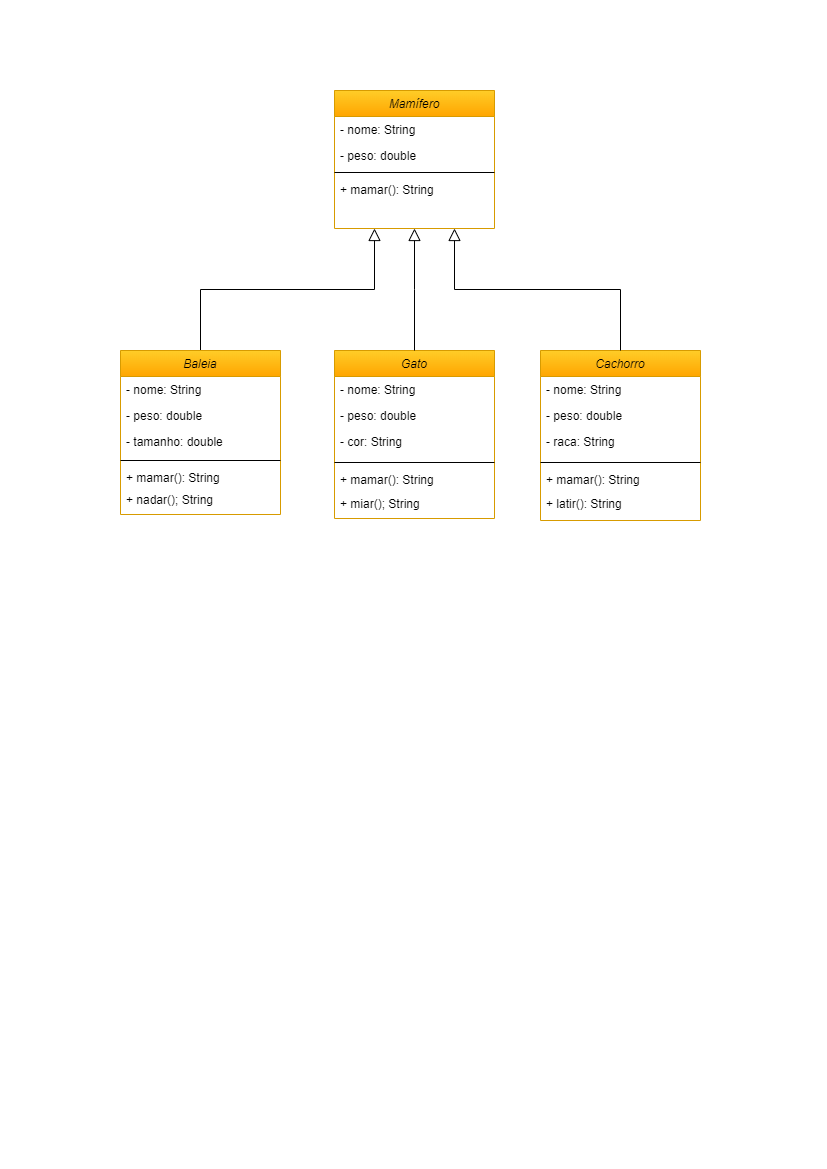 Mamífero
- nome: String
- peso: double
+ mamar(): String
Baleia
- nome: String
- peso: double
- tamanho: double
+ mamar(): String
+ nadar(); String
Gato
- nome: String
- peso: double
- cor: String
+ mamar(): String
+ miar(); String
Cachorro
- nome: String
- peso: double
- raca: String
+ mamar(): String
+ latir(): String